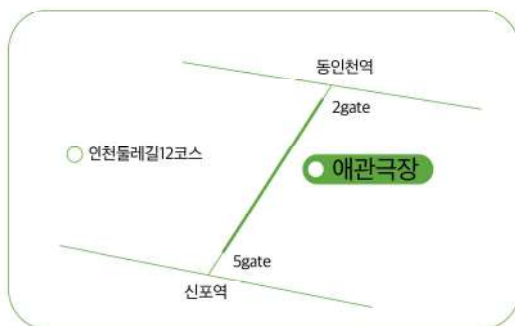 동인천역
2gate
인천둘레길12코스
애관극장
5gate
신포역